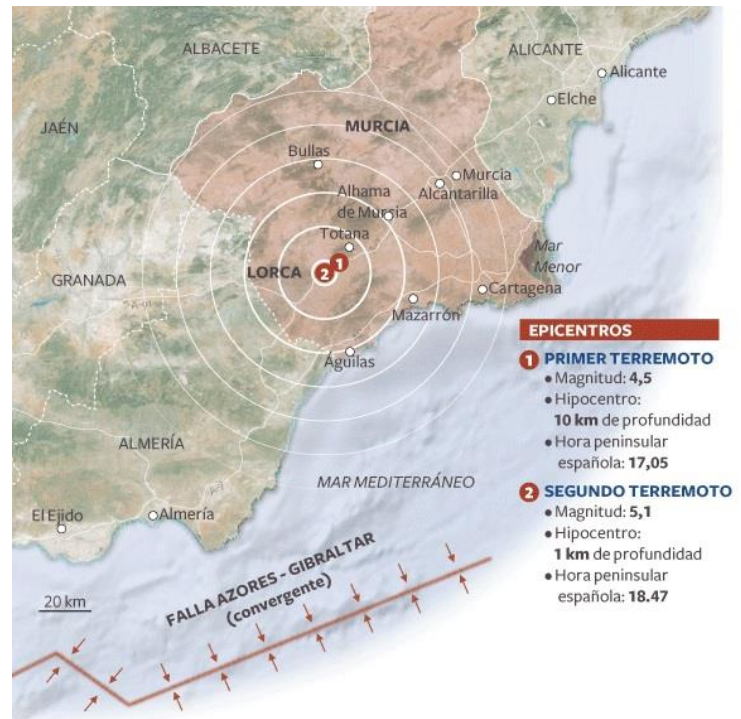 ALBACETE
ALICANTE
Alicante
Elche
JAÉN
MURCIA
Bullas
Murcia
Alcantarilla
Alhama
de Murcia
Totana
Mar
Menor
GRANADA
LORCA
1
2
Cartagena
Mazarrón
Águilas
EPICENTROS
1 PRIMER TERREMOTO
• Magnitud: 4,5
• Hipocentro:
10 km de profundidad
• Hora peninsular
española: 17,05
2 SEGUNDO TERREMOTO
• Magnitud: 5,1
• Hipocentro:
1 km de profundidad
• Hora peninsular
española: 18.47
ALMERÍA
MAR MEDITERRÁNEO
El Ejido
Almería
20 km
FALLA AZORES - GIBRALTAR
(convergente)